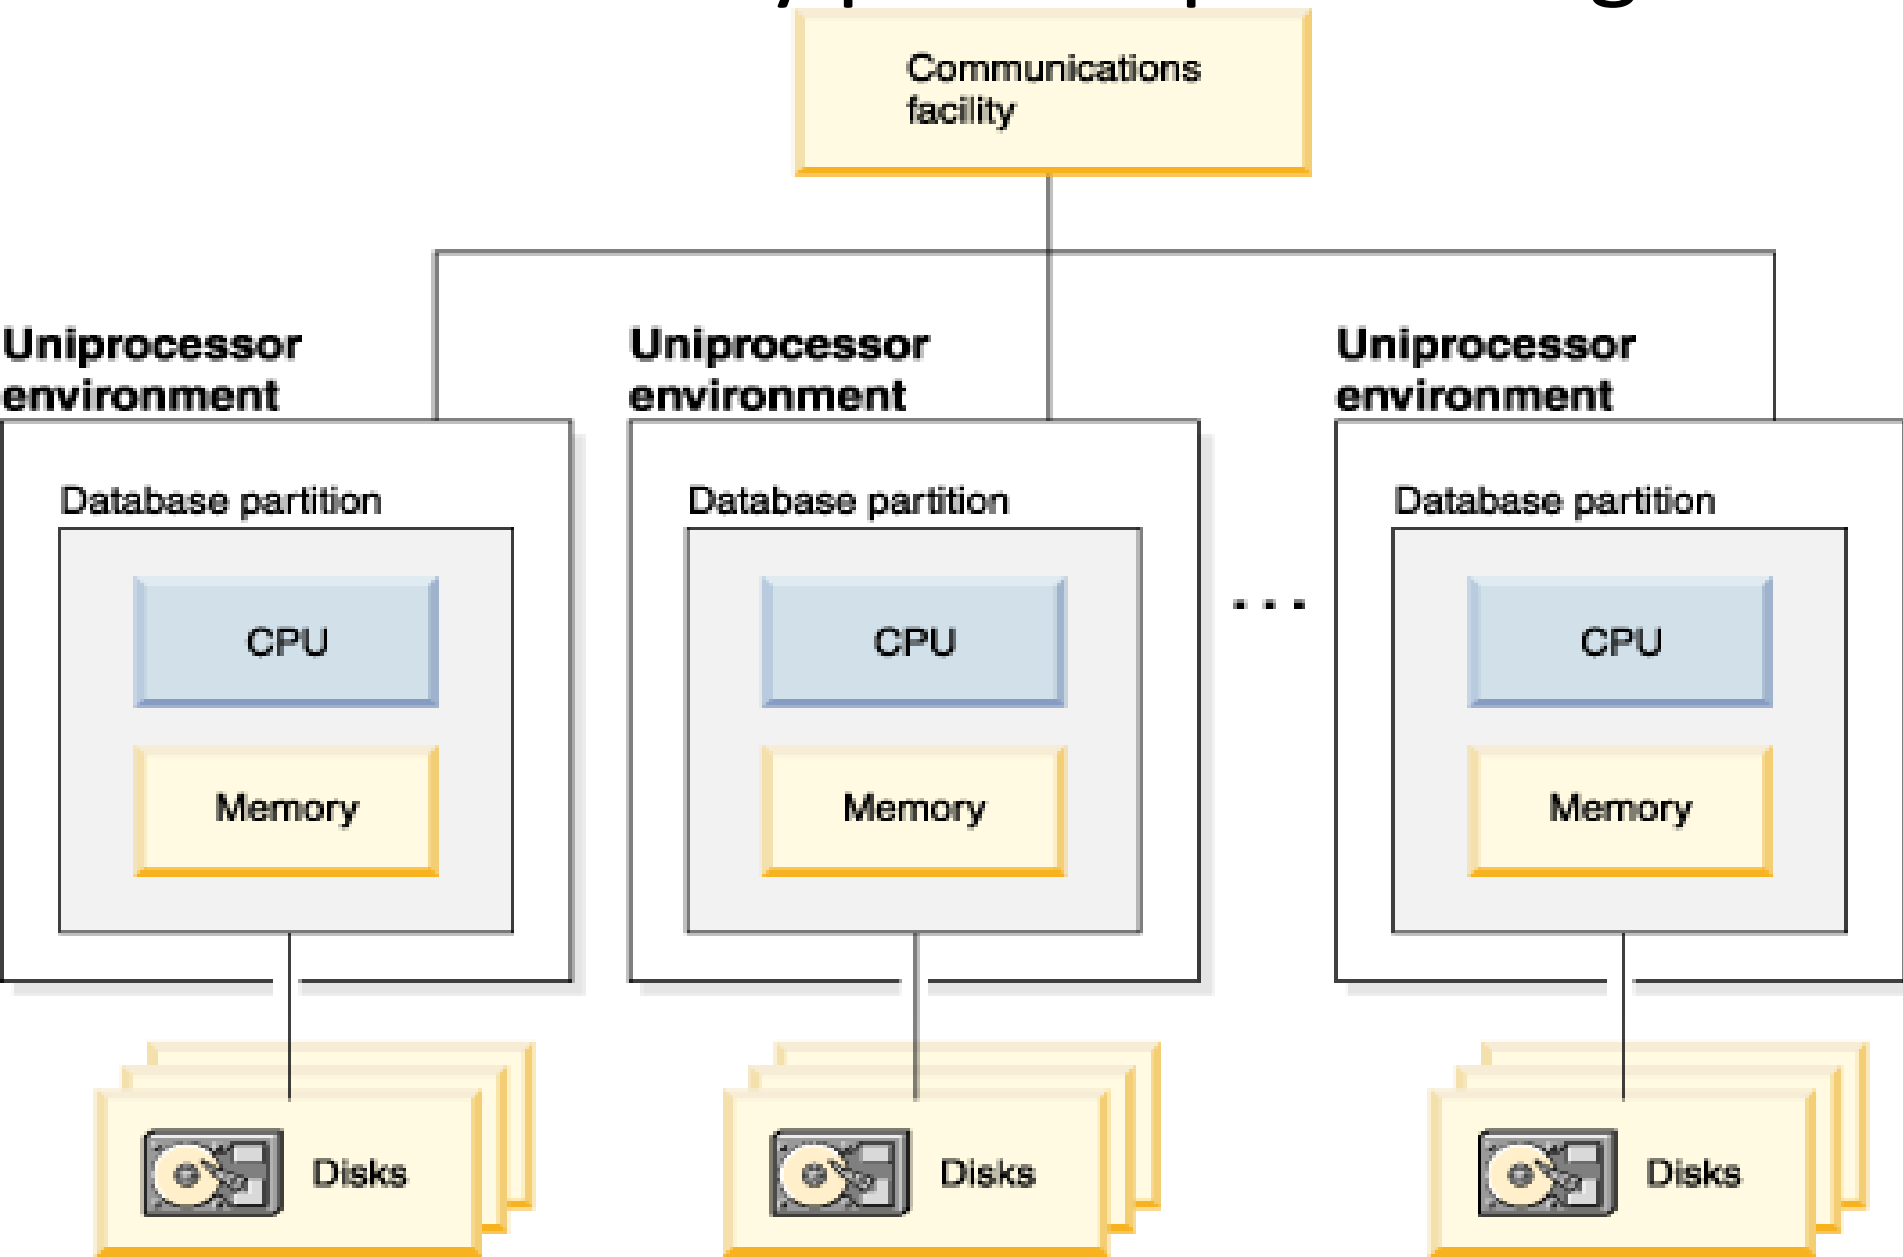 Communications
facility
Uniprocessor
environment
Uniprocessor
environment
Uniprocessor
environment
Database partition
Database partition
Database partition
CPU
CPU
...
CPU
Memory
Memory
Memory
Disks
Disks
Disks